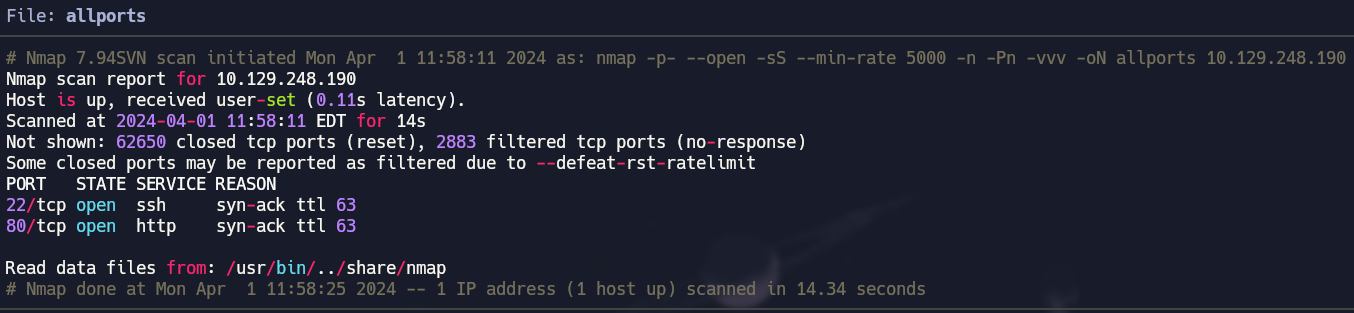 File: allports
# Nmap 7.94SVN scan initiated Mon Apr  1 11:58:11 2024 as: nmap -p- --open -sS --min-rate 5000 -n -Pn -vvv -oN allports 10.129.248.190
Nmap scan report for 10.129.248.190
Host is up, received user-set (0.11s latency).
Scanned at 2024-04-01 11:58:11 EDT for 14s
Not shown: 62650 closed tcp ports (reset), 2883 filtered tcp ports (no-response)
Some closed ports may be reported as filtered due to --defeat-rst-ratelimit
PORT   STATE SERVICE REASON
22/tcp open  ssh     syn-ack ttl 63
80/tcp open  http    syn-ack ttl 63
Read data files from: /usr/bin/../share/nmap
# Nmap done at Mon Apr  1 11:58:25 2024 -- 1 IP address (1 host up) scanned in 14.34 seconds